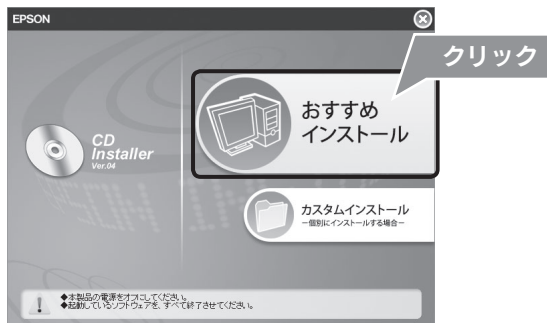 EPSON
クリック
おすすめ
インストール
CD
Installer
Ver.04
カスタムインストール
－個別にインストールする場合－
◆本製品の電源をオフにしてください。
◆起動しているソフトウェアを、すべて終了させてください。